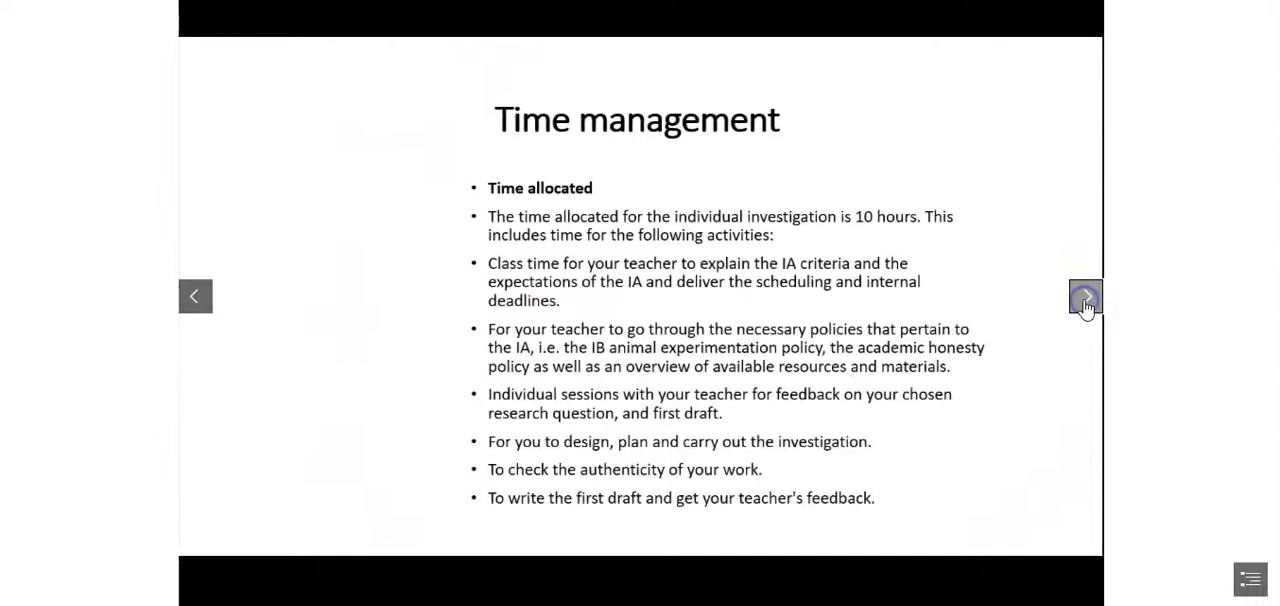 Time management
• Time allocated
• The time allocated for the individual investigation is 10 hours. This
includes time for the following activities:
• Class time for your teacher to explain the IA criteria and the
expectations of the IA and deliver the scheduling and internal
deadlines.
• For your teacher to go through the necessary policies that pertain to
the IA, i.e. the IB animal experimentation policy, the academic honesty
policy as well as an overview of available resources and materials.
• Individual sessions with your teacher for feedback on your chosen
research question, and first draft.
• For you to design, plan and carry out the investigation.
• To check the authenticity of your work.
• To write the first draft and get your teacher's feedback.